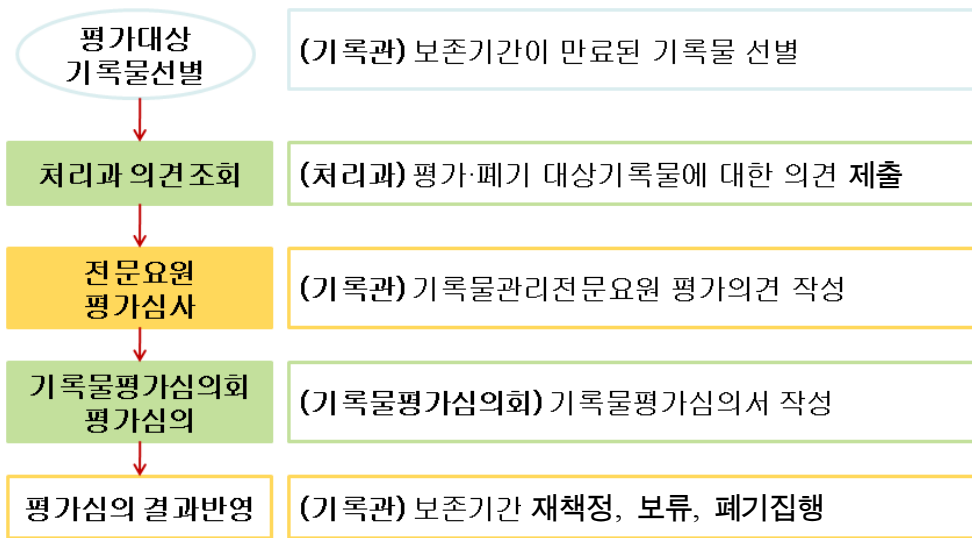 평가대상
기록물선별
(기록관) 보존기간이 만료된 기록물 선별
처리과 의견조회
(처리과) 평가·폐기 대상기록물에 대한 의견 제출
전문요원
평가심사
(기록관) 기록물관리전문요원 평가의견 작성
기록물평가심의회
평가심의
(기록물평가심의회) 기록물평가심의서 작성
평가심의 결과반영
(기록관) 보존기간 재책정, 보류, 폐기집행